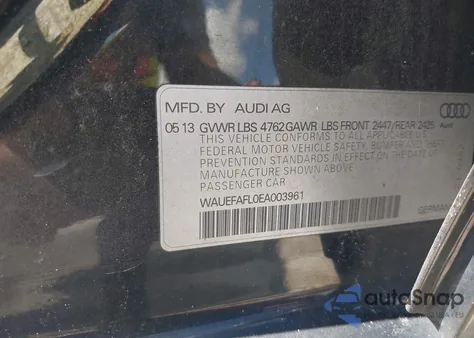 MFD. BY AUDI AG
05 13 GVWR LBS 4762 GAWR LBS FRONT 2447/REAR 2425 Audi
THIS VEHICLE CONFORMS TO ALL APPLICABLE U.S.
FEDERAL MOTOR VEHICLE SAFETY, BUMPER AND THEFT
PREVENTION STANDARDS IN EFFECT ON THE DATE OF
MANUFACTURE SHOWN ABOVE.
PASSENGER CAR
WAUEFAFL0EA003961
GERMAN
autoSnap